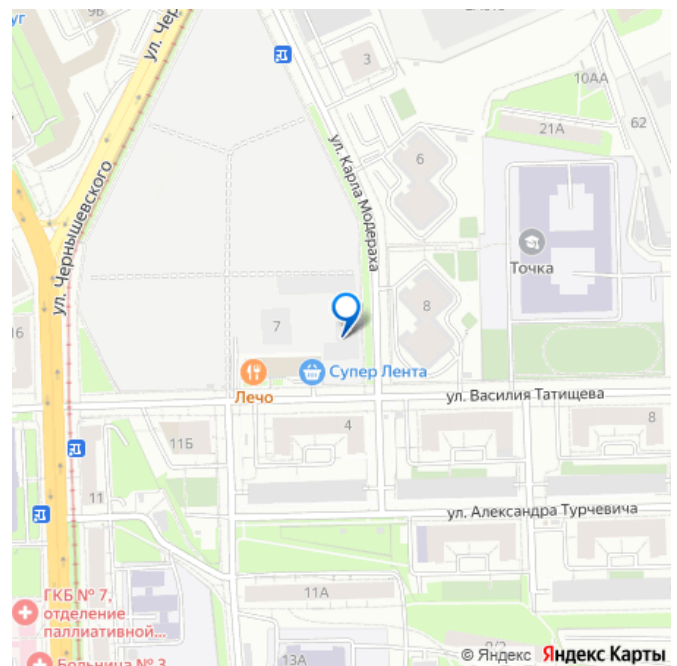 уг
9Б
ул. Чер
3
10АА
62
21А
ул. Карла Модераха
6
ул. Чернышевского
Точка
16
7
8
Супер Лента
Лечо
ул. Василия Татищева
4
8
11Б
11
ул. Александра Турчевича
11А
ГКБ № 7,
отделение
паллиативной...
13А
© Яндекс Яндекс Карты
Больница № 3